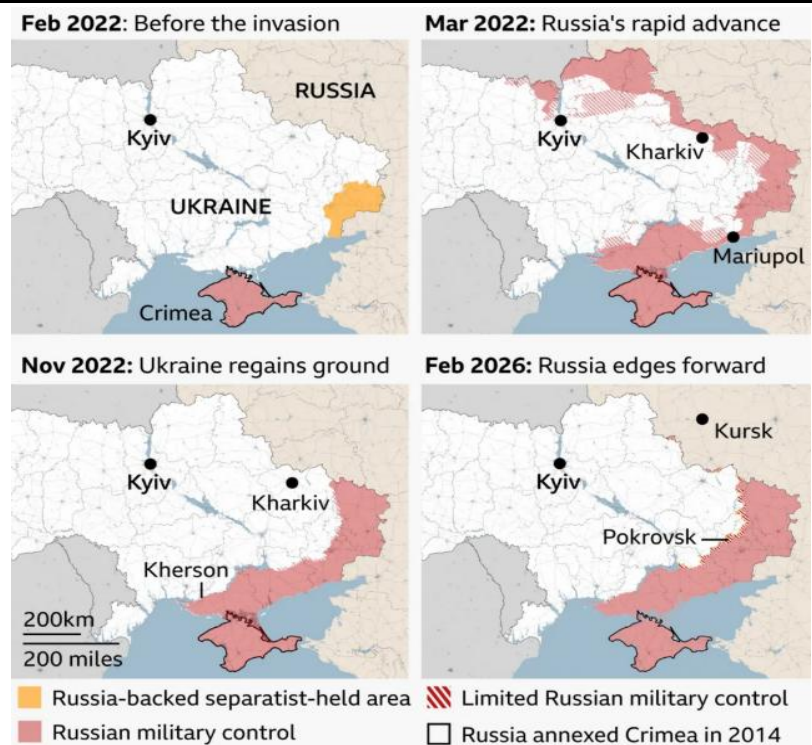 Feb 2022: Before the invasion
RUSSIA
Kyiv
UKRAINE
Crimea
Mar 2022: Russia's rapid advance
Kyiv
Kharkiv
Mariupol
Nov 2022: Ukraine regains ground
Kyiv
Kharkiv
Kherson
200km
200 miles
Feb 2026: Russia edges forward
Kursk
Kyiv
Pokrovsk
Russia-backed separatist-held area
Russian military control
Limited Russian military control
Russia annexed Crimea in 2014